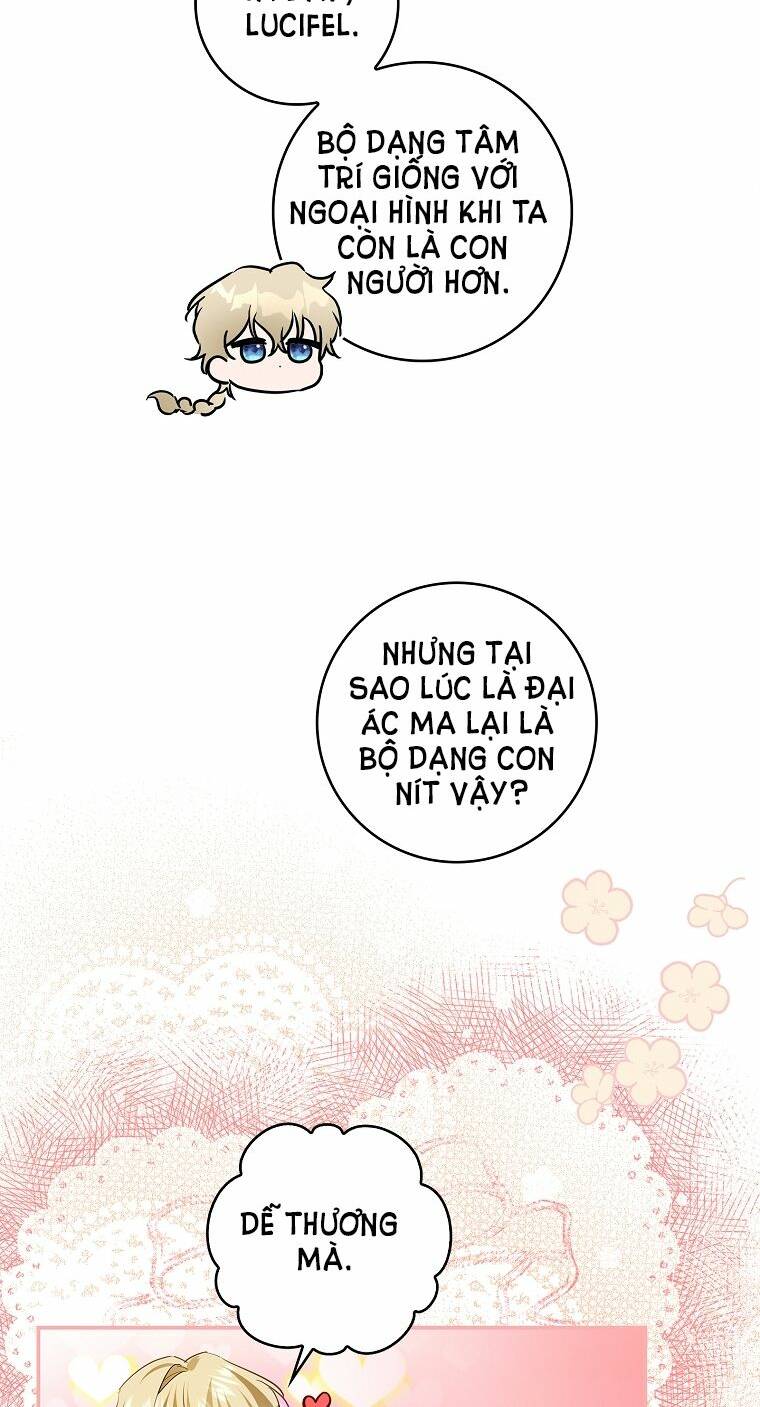 LUCIFEL.
BỘ DẠNG TÂM
TRÍ GIỐNG VỚI
NGOẠI HÌNH KHI TA
CÒN LÀ CON
NGƯỜI HƠN.
NHƯNG TẠI
SAO LÚC LÀ ĐẠI
ÁC MA LẠI LÀ
BỘ DẠNG CON
NÍT VẬY?
DỄ THƯƠNG
MÀ.